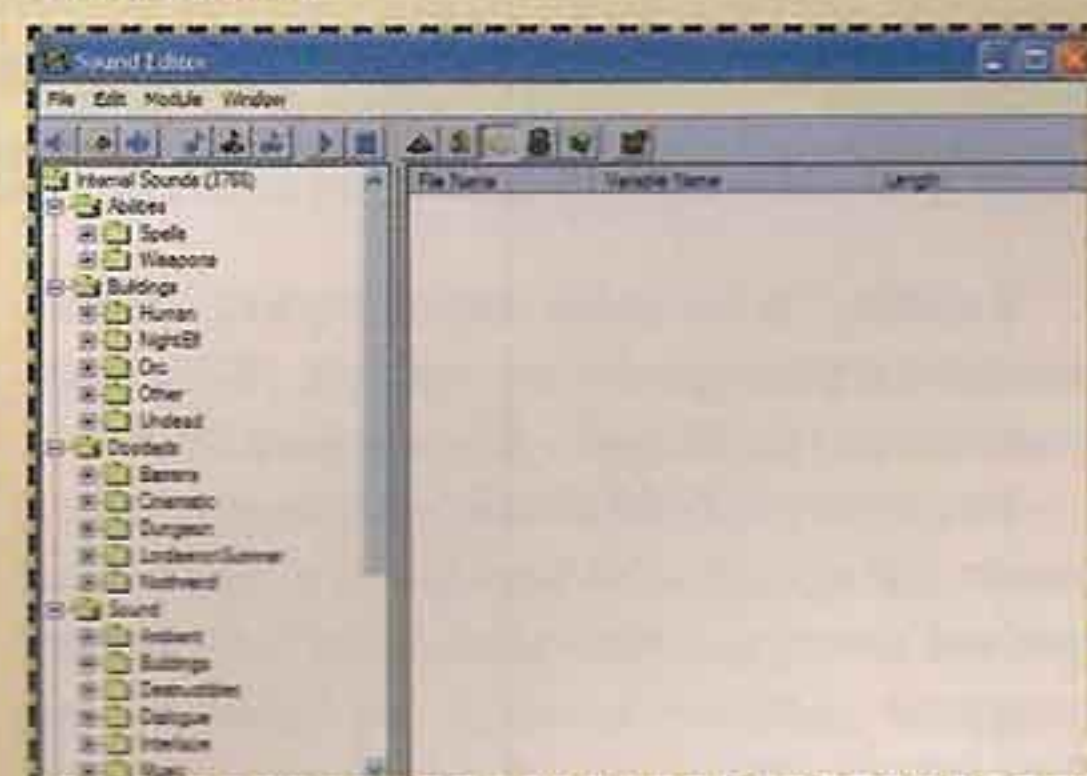 Sound Editor
File Edit Module Window
Internal Sounds
File Name Variable Name Length
Abilities
Spells
Weapons
Buildings
Human
NightElf
Orc
Other
Undead
Doodads
Barrens
Cinematic
Dungeon
LordaeronSummer
Northrend
Sound
Ambient
Buildings
Destructibles
Dialogue
Interface
Music